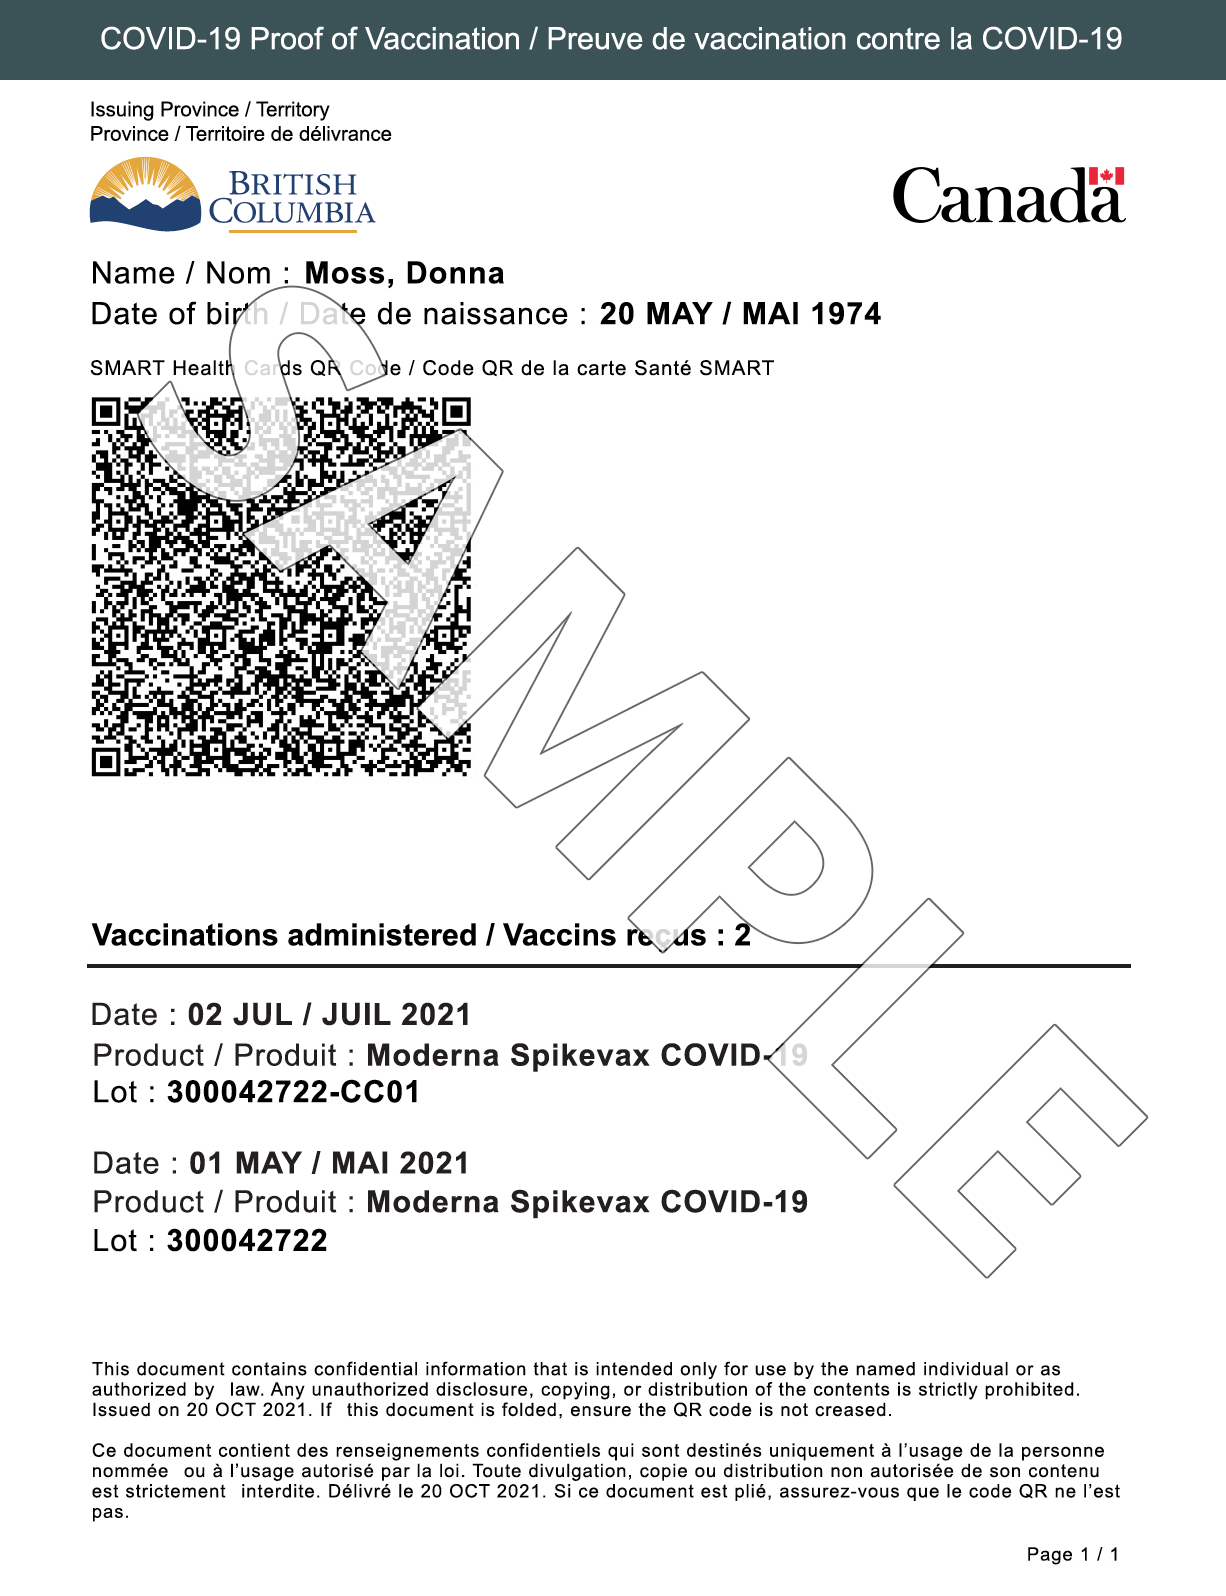 COVID-19 Proof of Vaccination / Preuve de vaccination contre la COVID-19
Issuing Province / Territory
Province / Territoire de délivrance
BRITISH
COLUMBIA
Canada
Name / Nom : Moss, Donna
Date of birth / Date de naissance : 20 MAY / MAI 1974
SMART Health Cards QR Code / Code QR de la carte Santé SMART
SAMPLE
Vaccinations administered / Vaccins reçus : 2
Date : 02 JUL / JUIL 2021
Product / Produit : Moderna Spikevax COVID-19
Lot : 300042722-CC01
Date : 01 MAY / MAI 2021
Product / Produit : Moderna Spikevax COVID-19
Lot : 300042722
This document contains confidential information that is intended only for use by the named individual or as
authorized by law. Any unauthorized disclosure, copying, or distribution of the contents is strictly prohibited.
Issued on 20 OCT 2021. If this document is folded, ensure the QR code is not creased.
Ce document contient des renseignements confidentiels qui sont destinés uniquement à l’usage de la personne
nommée ou à l’usage autorisé par la loi. Toute divulgation, copie ou distribution non autorisée de son contenu
est strictement interdite. Délivré le 20 OCT 2021. Si ce document est plié, assurez-vous que le code QR ne l’est
pas.
Page 1 / 1